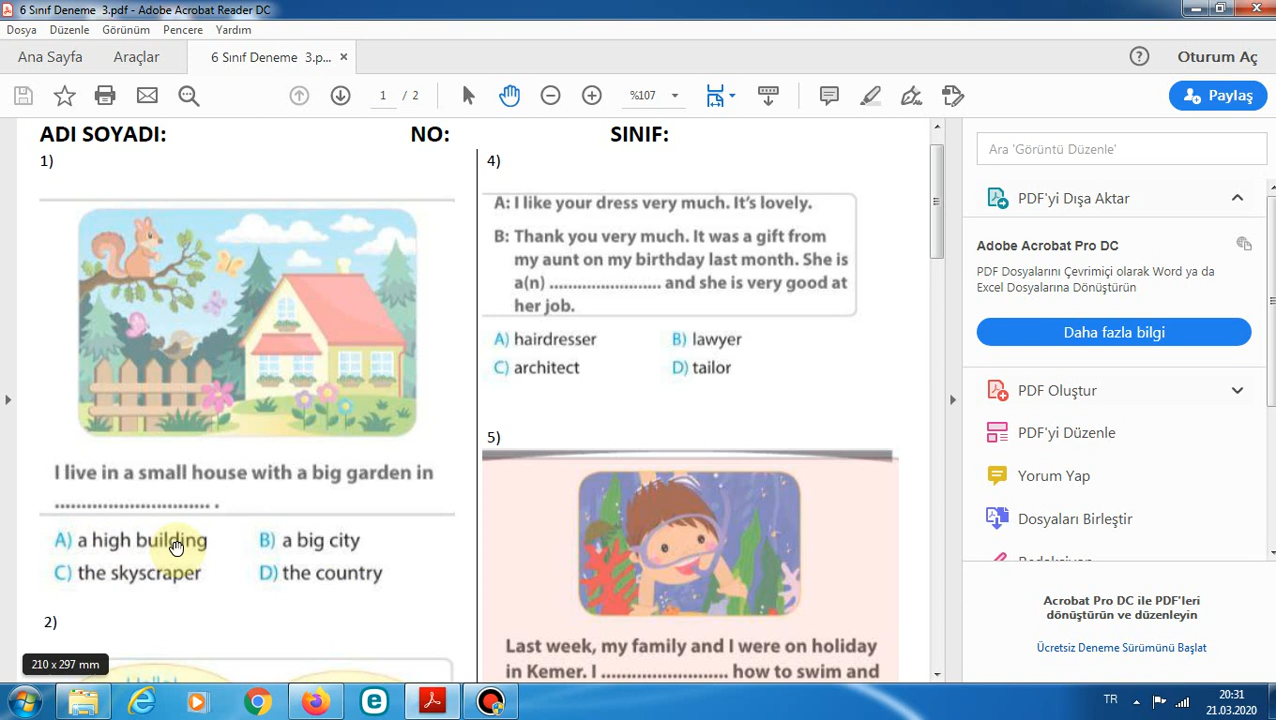 6 Sınıf Deneme  3.pdf - Adobe Acrobat Reader DC
Dosya Düzenle Görünüm Pencere Yardım
Ana Sayfa Araçlar 6 Sınıf Deneme  3.p... ×
Oturum Aç
1 / 2 %107 Paylaş
ADI SOYADI: NO: SINIF:
1)
I live in a small house with a big garden in
............................ .
A) a high building B) a big city
C) the skyscraper D) the country
2)
Hello!
210 x 297 mm
4)
A: I like your dress very much. It's lovely.
B: Thank you very much. It was a gift from
my aunt on my birthday last month. She is
a(n) ........................ and she is very good at
her job.
A) hairdresser B) lawyer
C) architect D) tailor
5)
Last week, my family and I were on holiday
in Kemer. I ........................ how to swim and
Ara 'Görüntü Düzenle'
PDF'yi Dışa Aktar
Adobe Acrobat Pro DC
PDF Dosyalarını Çevrimiçi olarak Word ya da
Excel Dosyalarına Dönüştürün
Daha fazla bilgi
PDF Oluştur
PDF'yi Düzenle
Yorum Yap
Dosyaları Birleştir
Acrobat Pro DC ile PDF'leri
dönüştürün ve düzenleyin
Ücretsiz Deneme Sürümünü Başlat
TR 20:31
21.03.2020